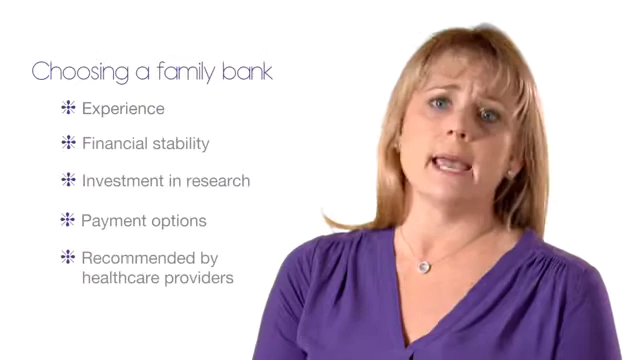 Choosing a family bank
Experience
Financial stability
Investment in research
Payment options
Recommended by
healthcare providers